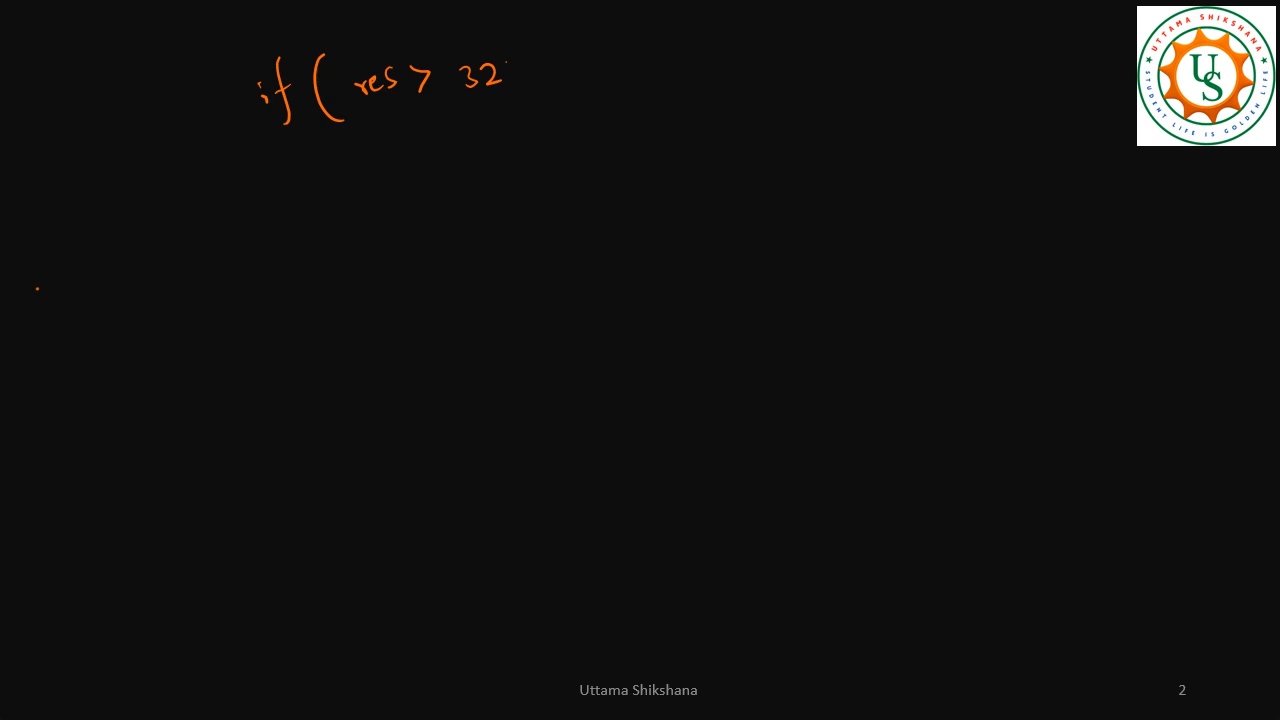 if ( res > 32
UTTAMA SHIKSHANA
US
STUDENT LIFE IS GOLDEN LIFE
Uttama Shikshana
2